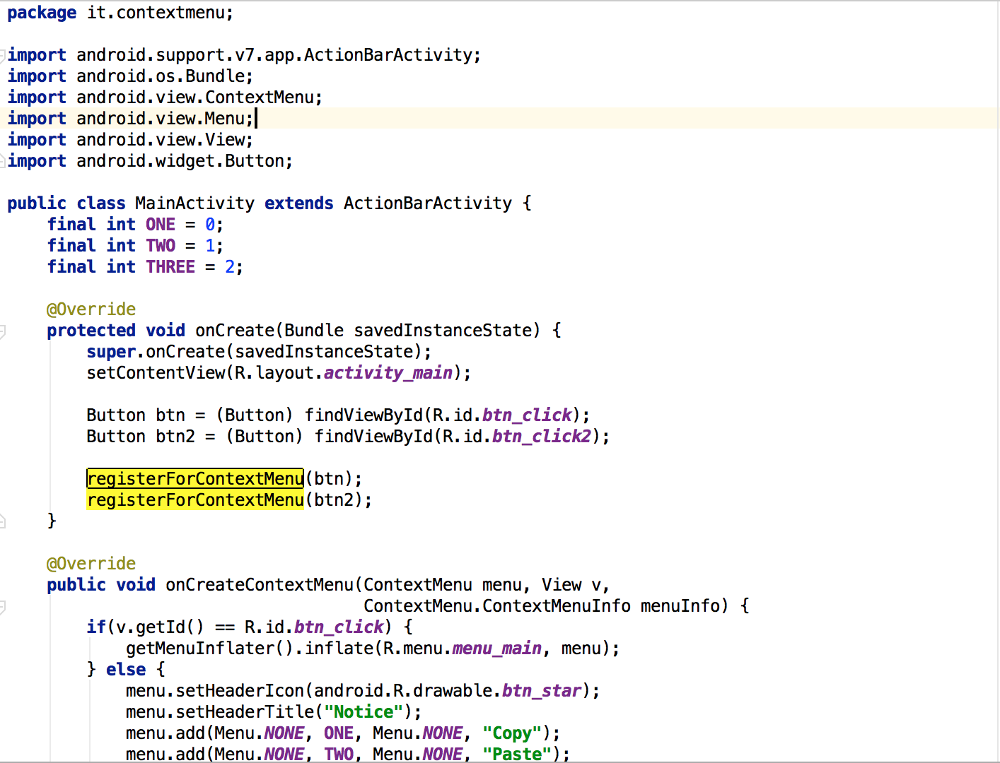 package it.contextmenu;
import android.support.v7.app.ActionBarActivity;
import android.os.Bundle;
import android.view.ContextMenu;
import android.view.Menu;
import android.view.View;
import android.widget.Button;
public class MainActivity extends ActionBarActivity {
    final int ONE = 0;
    final int TWO = 1;
    final int THREE = 2;
    @Override
    protected void onCreate(Bundle savedInstanceState) {
        super.onCreate(savedInstanceState);
        setContentView(R.layout.activity_main);
        Button btn = (Button) findViewById(R.id.btn_click);
        Button btn2 = (Button) findViewById(R.id.btn_click2);
        registerForContextMenu(btn);
        registerForContextMenu(btn2);
    }
    @Override
    public void onCreateContextMenu(ContextMenu menu, View v,
                                    ContextMenu.ContextMenuInfo menuInfo) {
        if(v.getId() == R.id.btn_click) {
            getMenuInflater().inflate(R.menu.menu_main, menu);
        } else {
            menu.setHeaderIcon(android.R.drawable.btn_star);
            menu.setHeaderTitle("Notice");
            menu.add(Menu.NONE, ONE, Menu.NONE, "Copy");
            menu.add(Menu.NONE, TWO, Menu.NONE, "Paste");